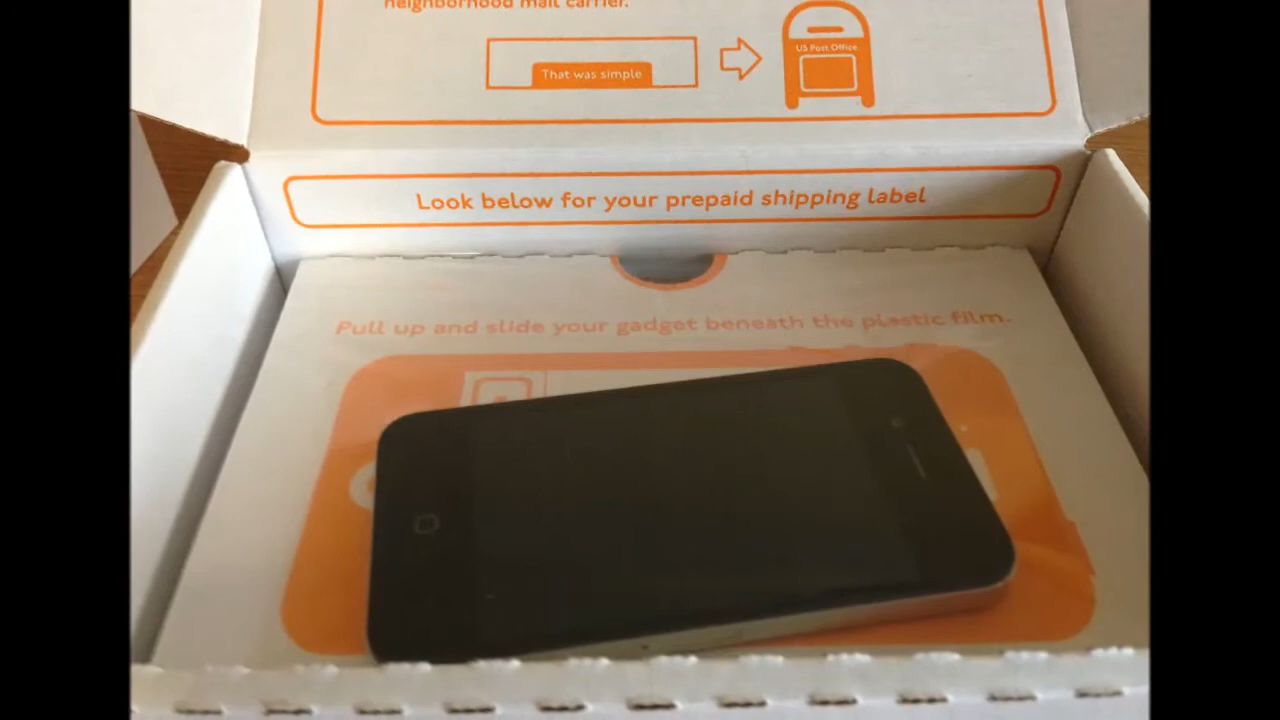 neighborhood mail carrier.
That was simple
US Post Office
Look below for your prepaid shipping label
Pull up and slide your gadget beneath the plastic film.